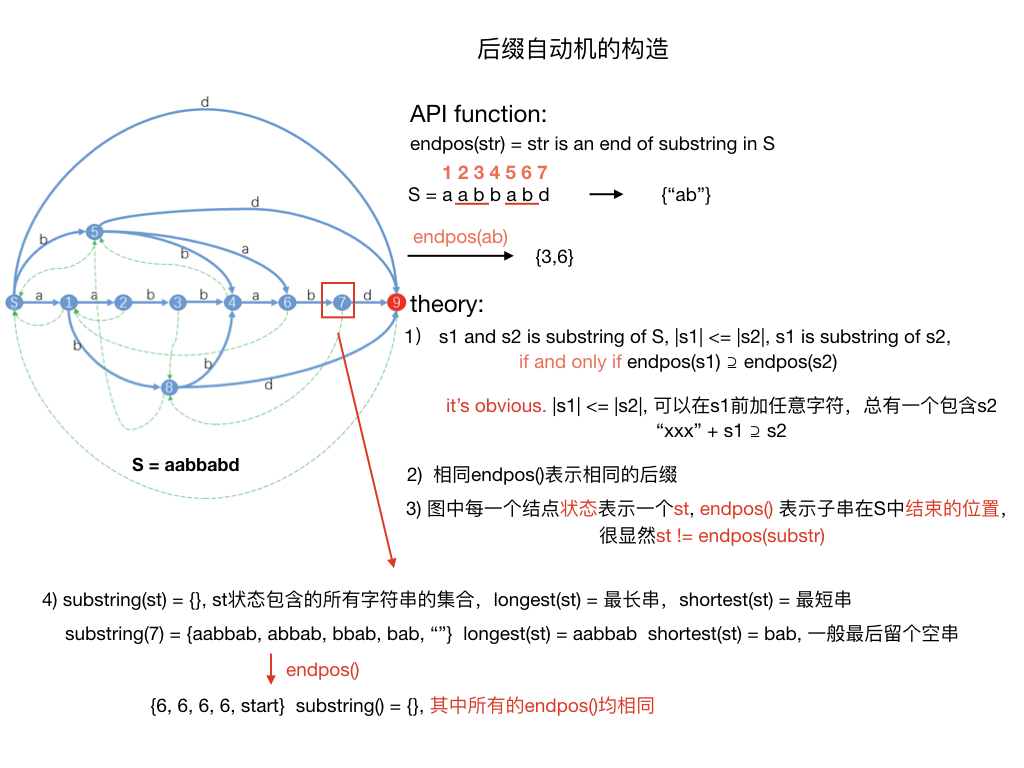 后缀自动机的构造
API function:
endpos(str) = str is an end of substring in S
1 2 3 4 5 6 7
S = a a b b a b d
{“ab”}
endpos(ab)
{3,6}
d
d
b
5
a
b
S
a
1
a
2
b
3
b
4
a
6
b
7
d
9
b
b
8
d
S = aabbabd
theory:
1) s1 and s2 is substring of S, |s1| <= |s2|, s1 is substring of s2,
if and only if endpos(s1) ⊇ endpos(s2)
it’s obvious. |s1| <= |s2|, 可以在s1前加任意字符，总有一个包含s2
“xxx” + s1 ⊇ s2
2) 相同endpos()表示相同的后缀
3) 图中每一个结点状态表示一个st, endpos() 表示子串在S中结束的位置，
很显然st != endpos(substr)
4) substring(st) = {}, st状态包含的所有字符串的集合，longest(st) = 最长串，shortest(st) = 最短串
substring(7) = {aabbab, abbab, bbab, bab, “”} longest(st) = aabbab shortest(st) = bab, 一般最后留个空串
endpos()
{6, 6, 6, 6, start} substring() = {}, 其中所有的endpos()均相同